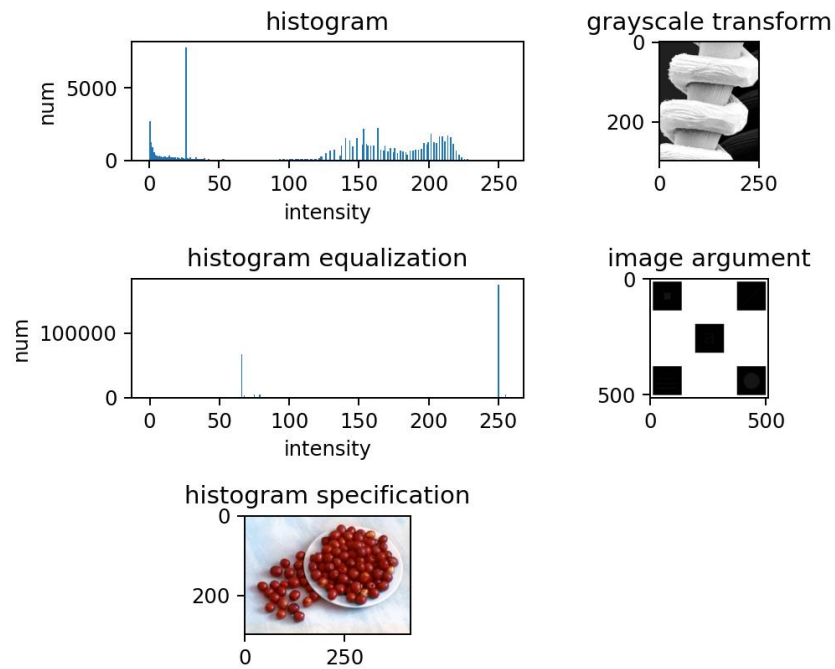 histogram
grayscale transform
num
5000
0
0 50 100 150 200 250
intensity
0
200
0 250
histogram equalization
image argument
num
100000
0
0 50 100 150 200 250
intensity
0
500
0 500
histogram specification
0
200
0 250